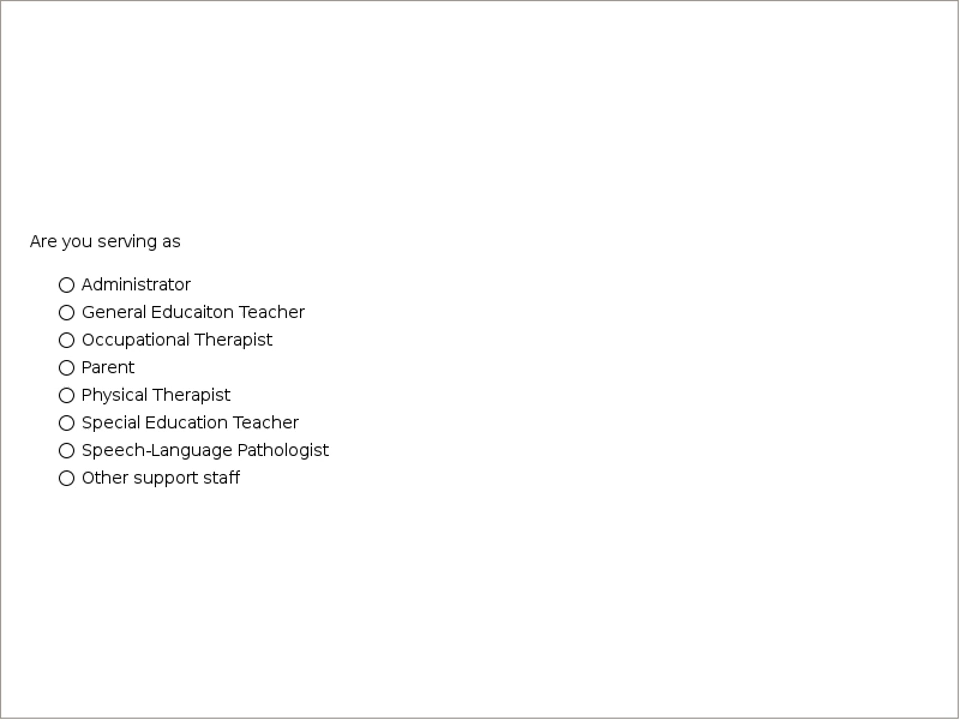 Are you serving as
Administrator
General Educaiton Teacher
Occupational Therapist
Parent
Physical Therapist
Special Education Teacher
Speech-Language Pathologist
Other support staff